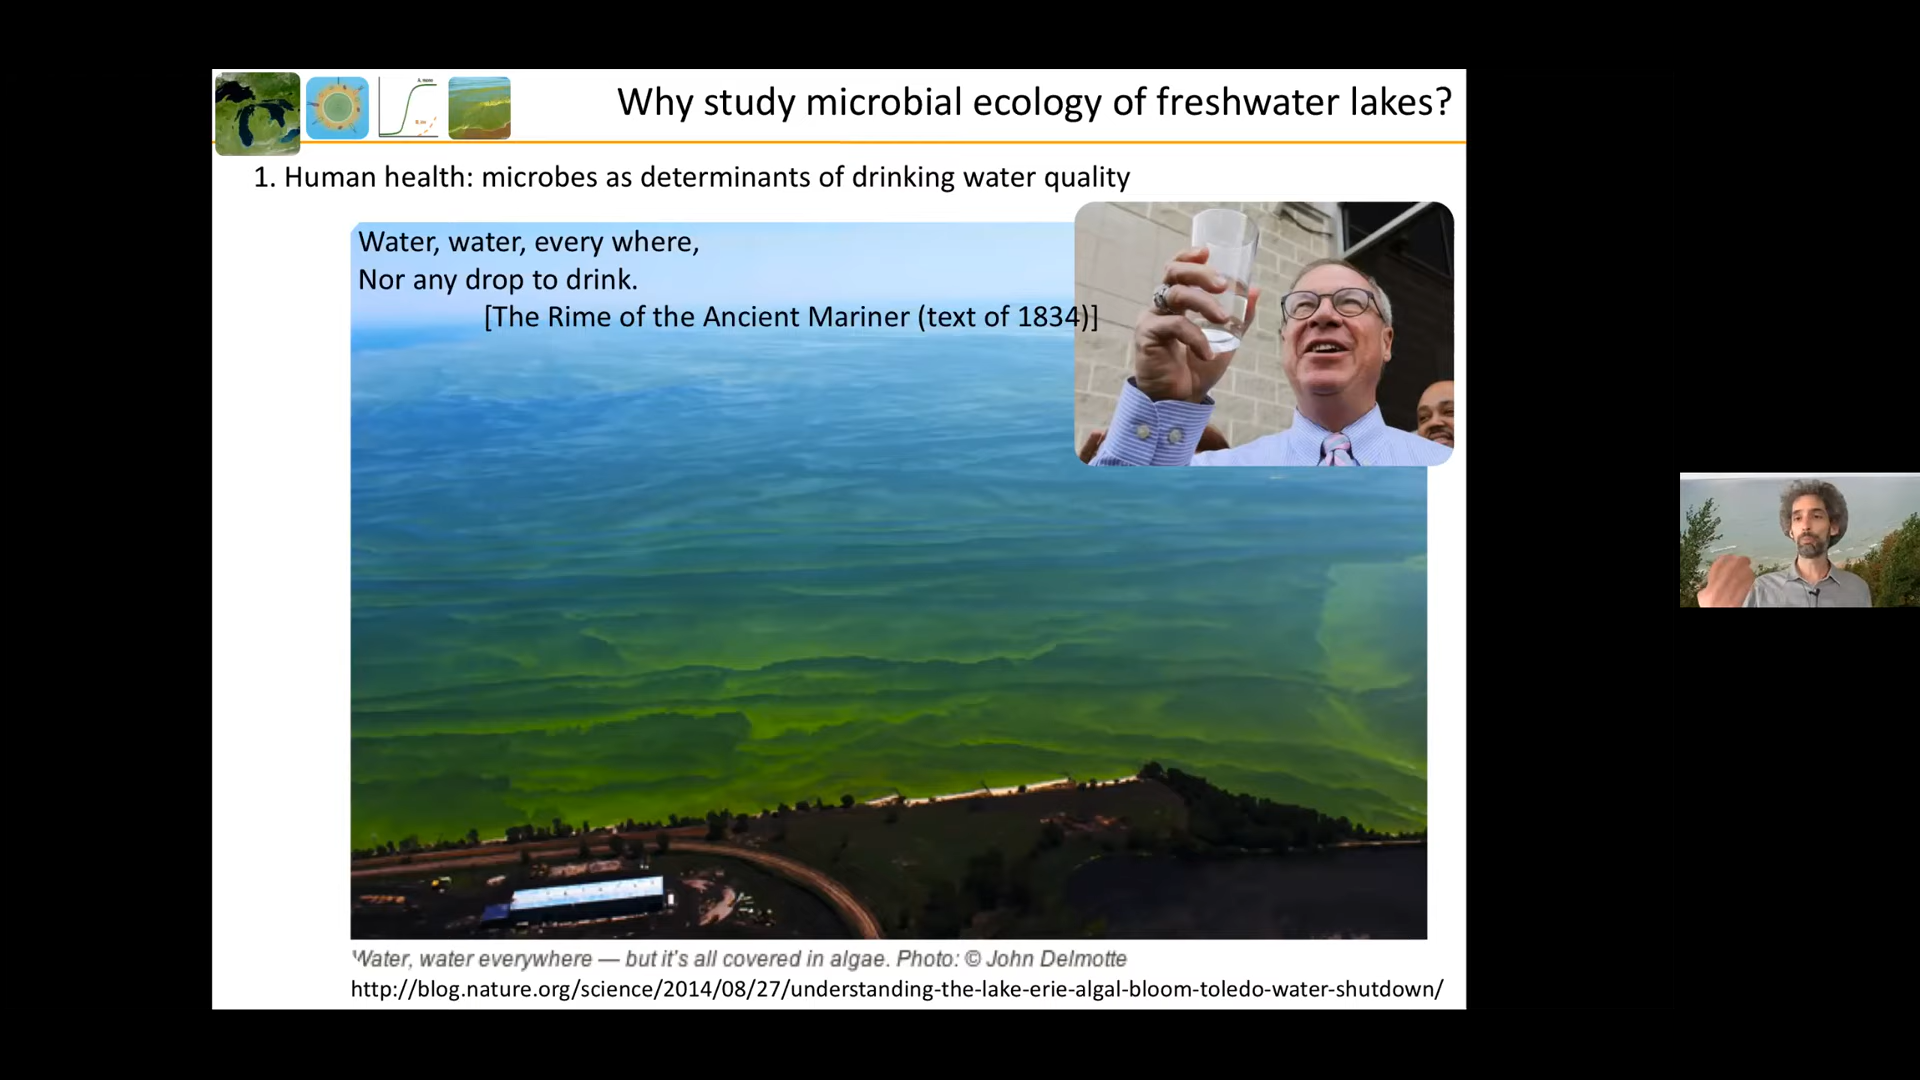 Why study microbial ecology of freshwater lakes?
1. Human health: microbes as determinants of drinking water quality
Water, water, every where,
Nor any drop to drink.
[The Rime of the Ancient Mariner (text of 1834)]
Water, water everywhere — but it's all covered in algae. Photo: © John Delmotte
http://blog.nature.org/science/2014/08/27/understanding-the-lake-erie-algal-bloom-toledo-water-shutdown/